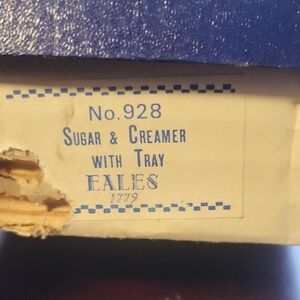 No.928
SUGAR & CREAMER
WITH TRAY
EALES
1779